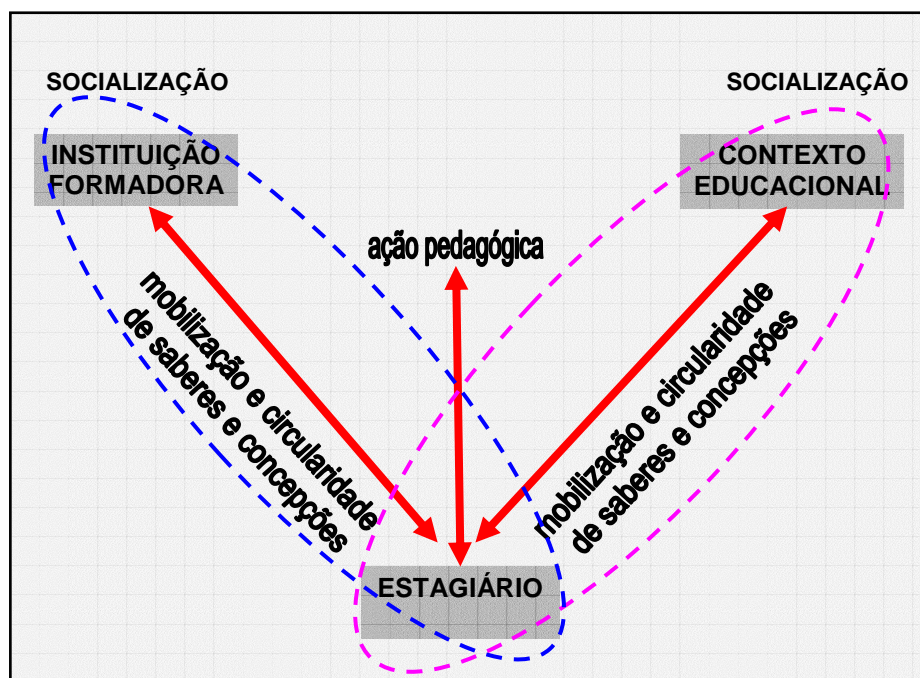 SOCIALIZAÇÃO
SOCIALIZAÇÃO
INSTITUIÇÃO
FORMADORA
CONTEXTO
EDUCACIONAL
ação pedagógica
mobilização e circularidade
de saberes e concepções
mobilização e circularidade
de saberes e concepções
ESTAGIÁRIO